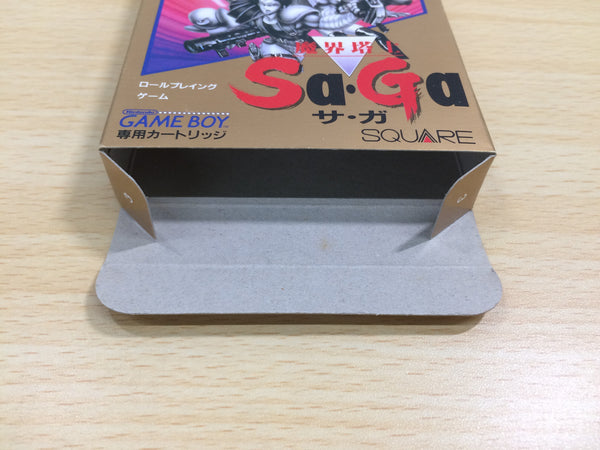 魔界塔士
Sa・Ga
サ・ガ
ロールプレイング
ゲーム
Nintendo
GAME BOY
専用カートリッジ
SQUARE